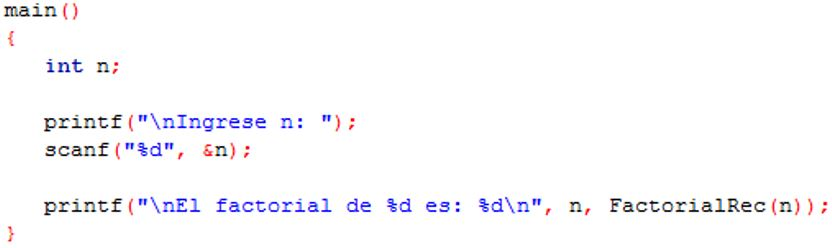 main()
{
int n;
printf("\nIngrese n: ");
scanf("%d", &n);
printf("\nEl factorial de %d es: %d\n", n, FactorialRec(n));
}